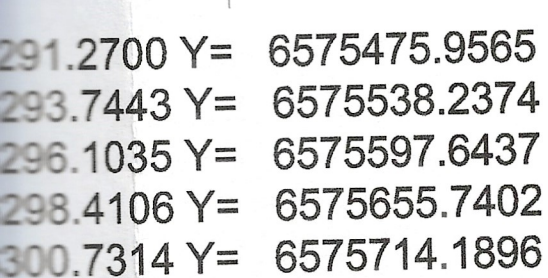 291.2700 Y= 6575475.9565
293.7443 Y= 6575538.2374
296.1035 Y= 6575597.6437
298.4106 Y= 6575655.7402
300.7314 Y= 6575714.1896